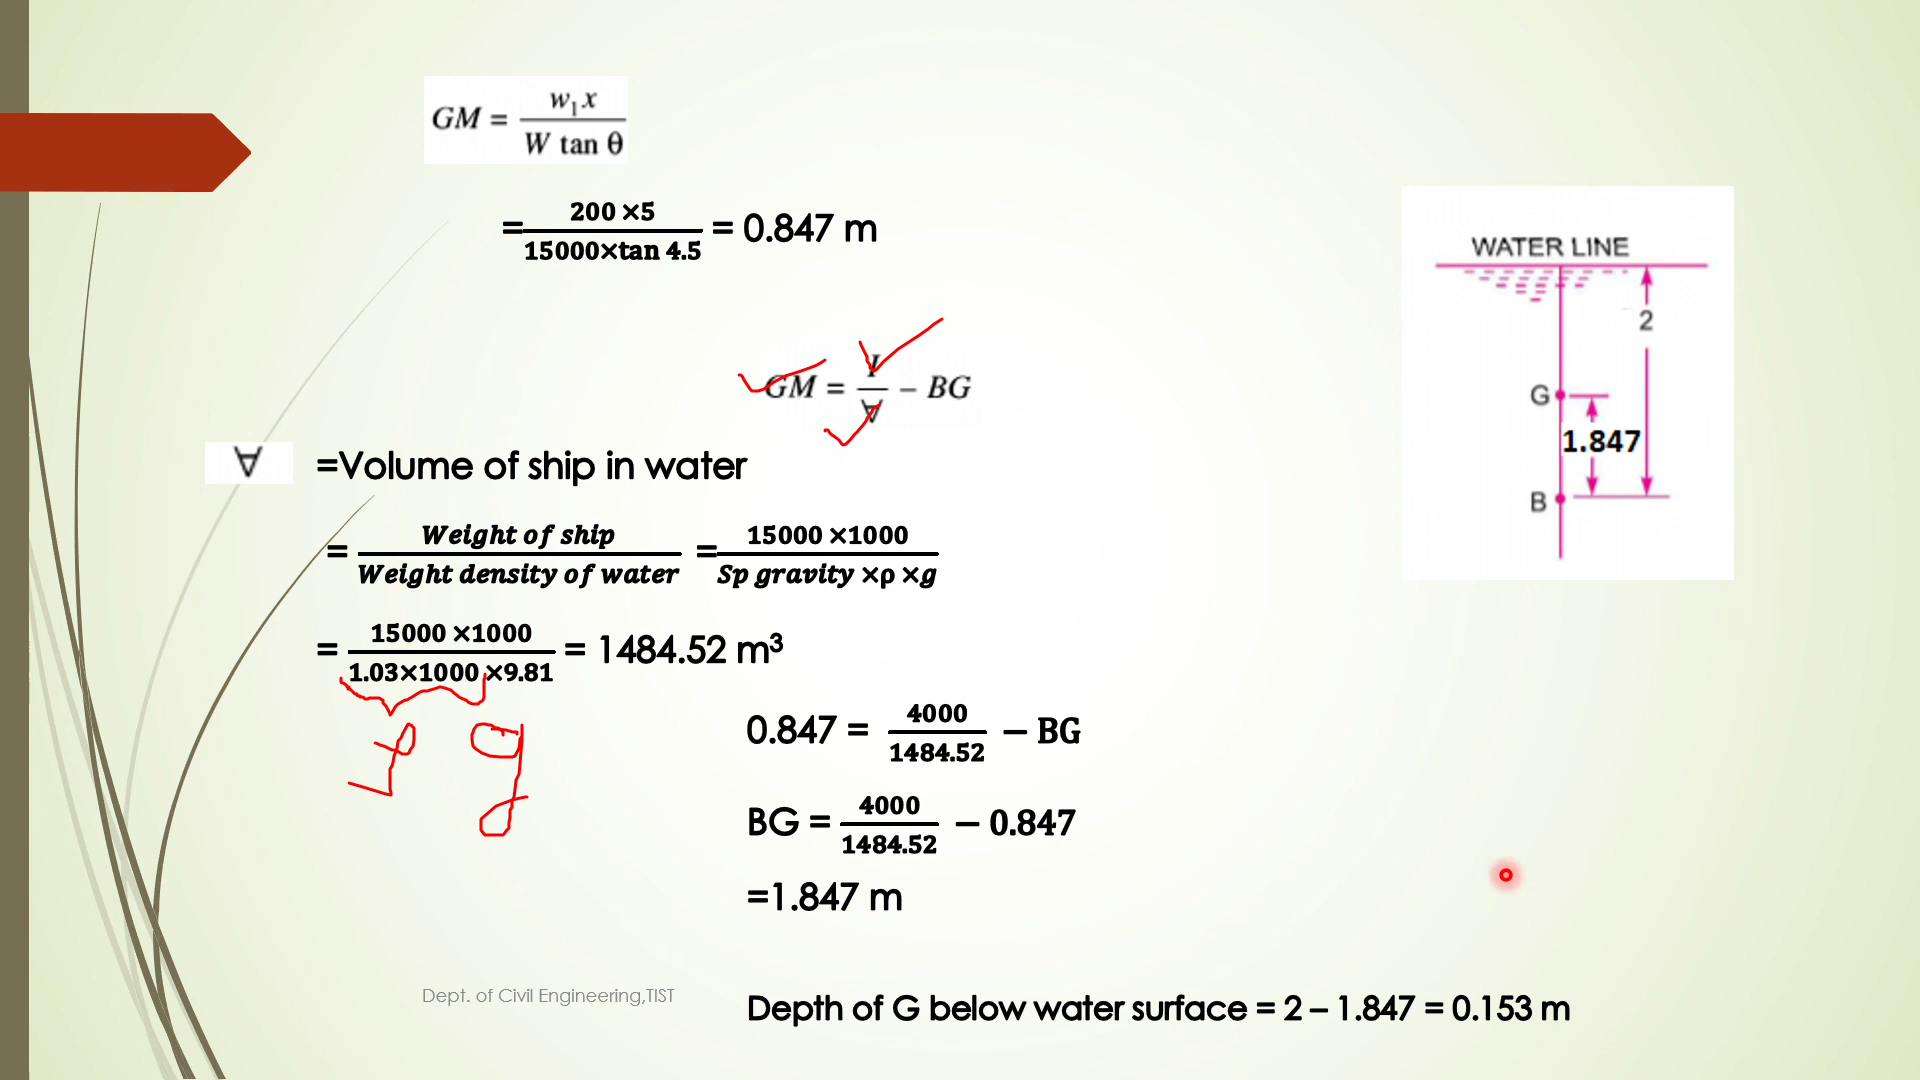 GM = w₁x / W tan θ
= 200 ×5 / 15000×tan 4.5 = 0.847 m
GM = I / ∀ – BG
∀ =Volume of ship in water
= Weight of ship / Weight density of water = 15000 ×1000 / Sp gravity ×ρ ×g
= 15000 ×1000 / 1.03×1000 ×9.81 = 1484.52 m³
ρ g
0.847 = 4000 / 1484.52 − BG
BG = 4000 / 1484.52 − 0.847
=1.847 m
Depth of G below water surface = 2 – 1.847 = 0.153 m
Dept. of Civil Engineering,TIST
WATER LINE
2
G
1.847
B